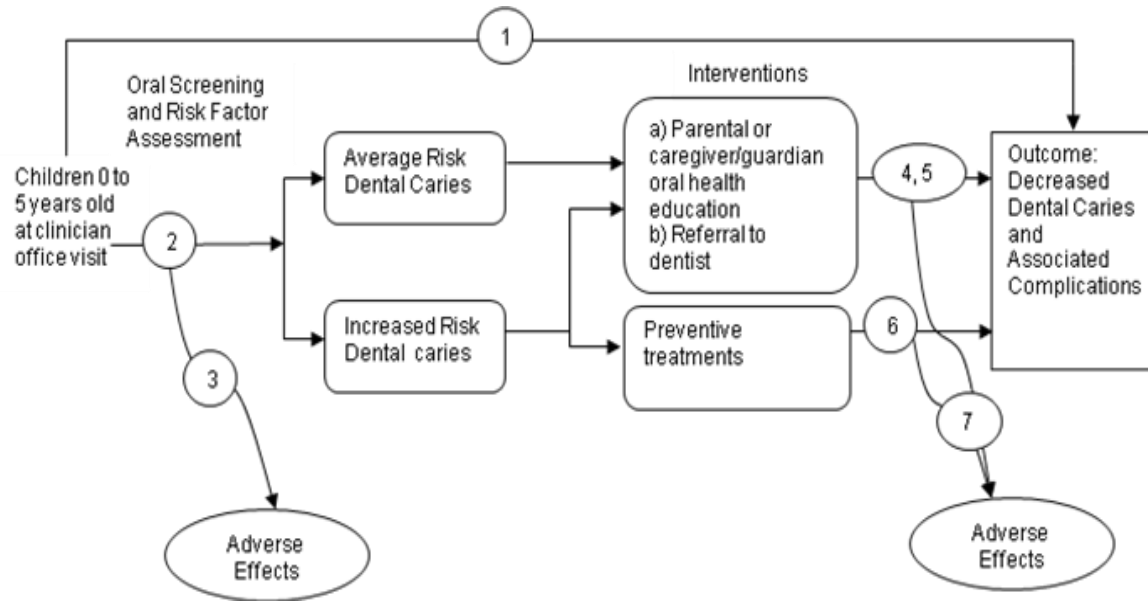 1
Oral Screening
and Risk Factor
Assessment
Interventions
Children 0 to
5 years old
at clinician
office visit
2
3
Average Risk
Dental Caries
Increased Risk
Dental caries
a) Parental or
caregiver/guardian
oral health
education
b) Referral to
dentist
Preventive
treatments
4, 5
6
7
Outcome:
Decreased
Dental Caries
and
Associated
Complications
Adverse
Effects
Adverse
Effects